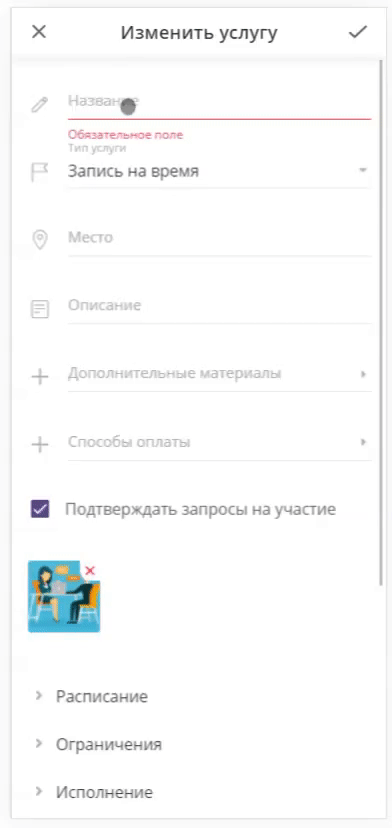 Изменить услугу
Название
Обязательное поле
Тип услуги
Запись на время
Место
Описание
Дополнительные материалы
Способы оплаты
Подтверждать запросы на участие
Расписание
Ограничения
Исполнение